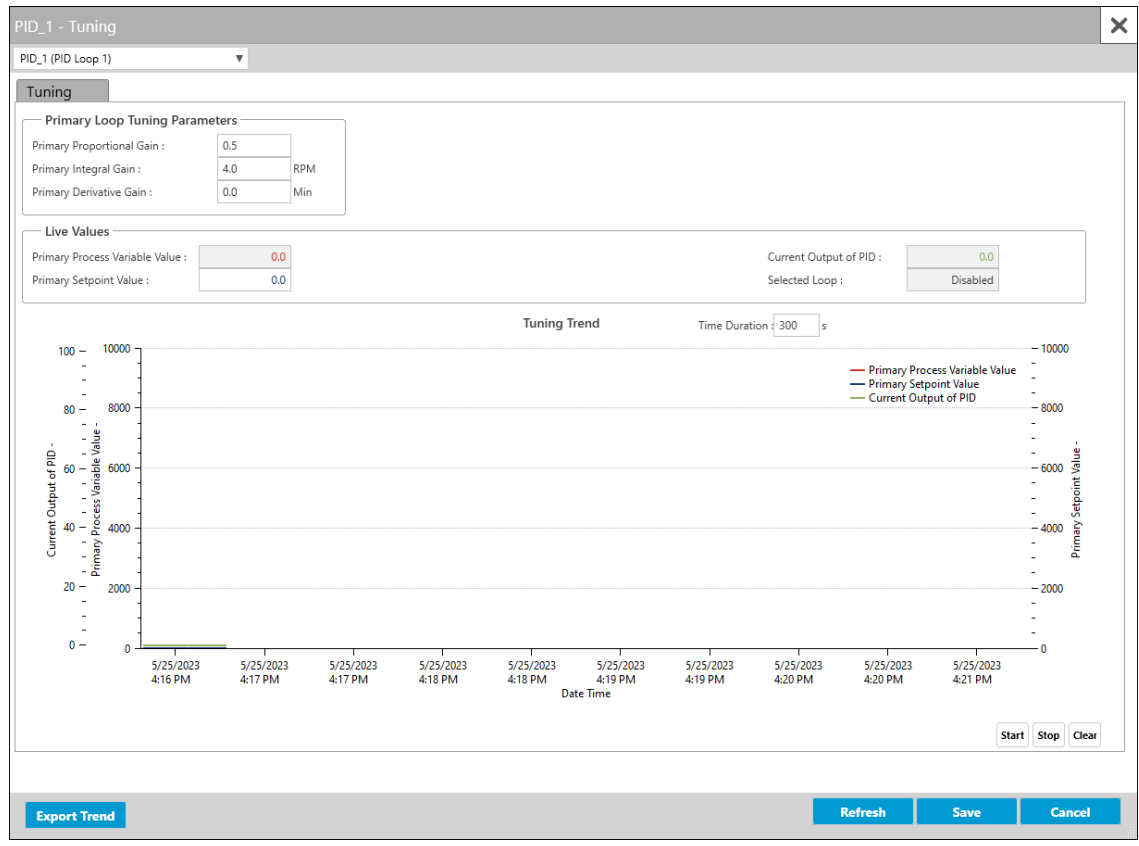 PID_1 - Tuning
PID_1 (PID Loop 1)
Tuning
Primary Loop Tuning Parameters
Primary Proportional Gain : 0.5
Primary Integral Gain : 4.0 RPM
Primary Derivative Gain : 0.0 Min
Live Values
Primary Process Variable Value : 0.0 Current Output of PID : 0.0
Primary Setpoint Value : 0.0 Selected Loop : Disabled
Tuning Trend Time Duration : 300 s
100 10000 10000
Primary Process Variable Value
Primary Setpoint Value
Current Output of PID
80 8000 8000
60 6000 6000
40 4000 4000
20 2000 2000
0 0 0
Current Output of PID -
Primary Process Variable Value -
Primary Setpoint Value -
5/25/2023 5/25/2023 5/25/2023 5/25/2023 5/25/2023 5/25/2023 5/25/2023 5/25/2023 5/25/2023 5/25/2023
4:16 PM 4:17 PM 4:17 PM 4:18 PM 4:18 PM 4:19 PM 4:19 PM 4:20 PM 4:20 PM 4:21 PM
Date Time
Start Stop Clear
Export Trend Refresh Save Cancel